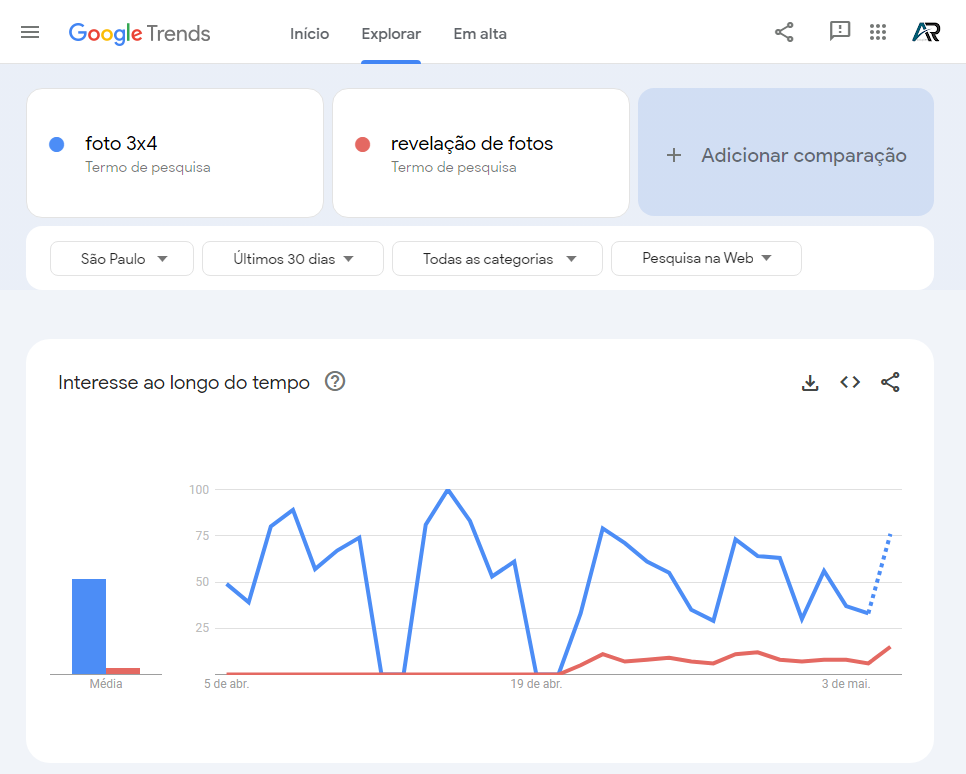 Google Trends
Início
Explorar
Em alta
AR
foto 3x4
Termo de pesquisa
revelação de fotos
Termo de pesquisa
+ Adicionar comparação
São Paulo
Últimos 30 dias
Todas as categorias
Pesquisa na Web
Interesse ao longo do tempo
?
100
75
50
25
Média
5 de abr.
19 de abr.
3 de mai.